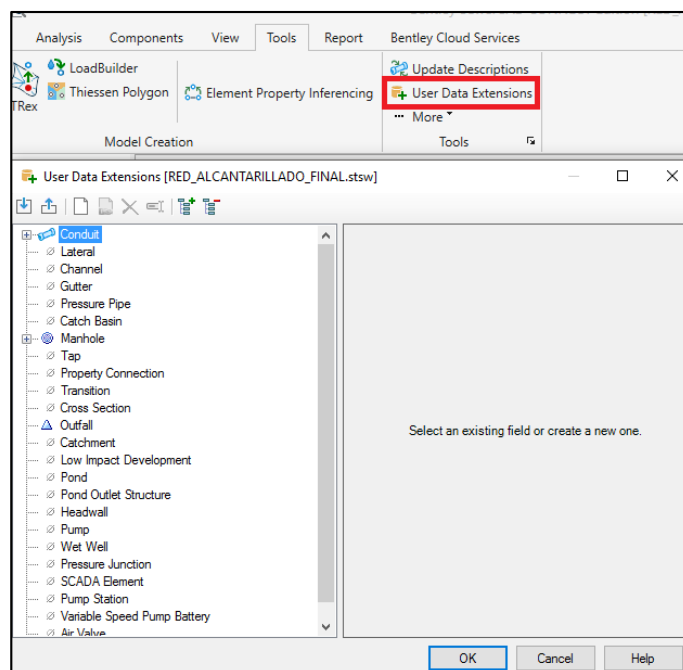 Analysis Components View Tools Report Bentley Cloud Services
TRex
LoadBuilder
Thiessen Polygon
Element Property Inferencing
Update Descriptions
User Data Extensions
More
Model Creation
Tools
User Data Extensions [RED_ALCANTARILLADO_FINAL.stsw]
Conduit
Lateral
Channel
Gutter
Pressure Pipe
Catch Basin
Manhole
Tap
Property Connection
Transition
Cross Section
Outfall
Catchment
Low Impact Development
Pond
Pond Outlet Structure
Headwall
Pump
Wet Well
Pressure Junction
SCADA Element
Pump Station
Variable Speed Pump Battery
Air Valve
Select an existing field or create a new one.
OK Cancel Help